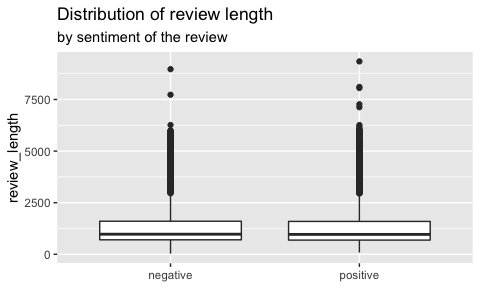 Distribution of review length
by sentiment of the review
review_length
7500
5000
2500
0
negative
positive